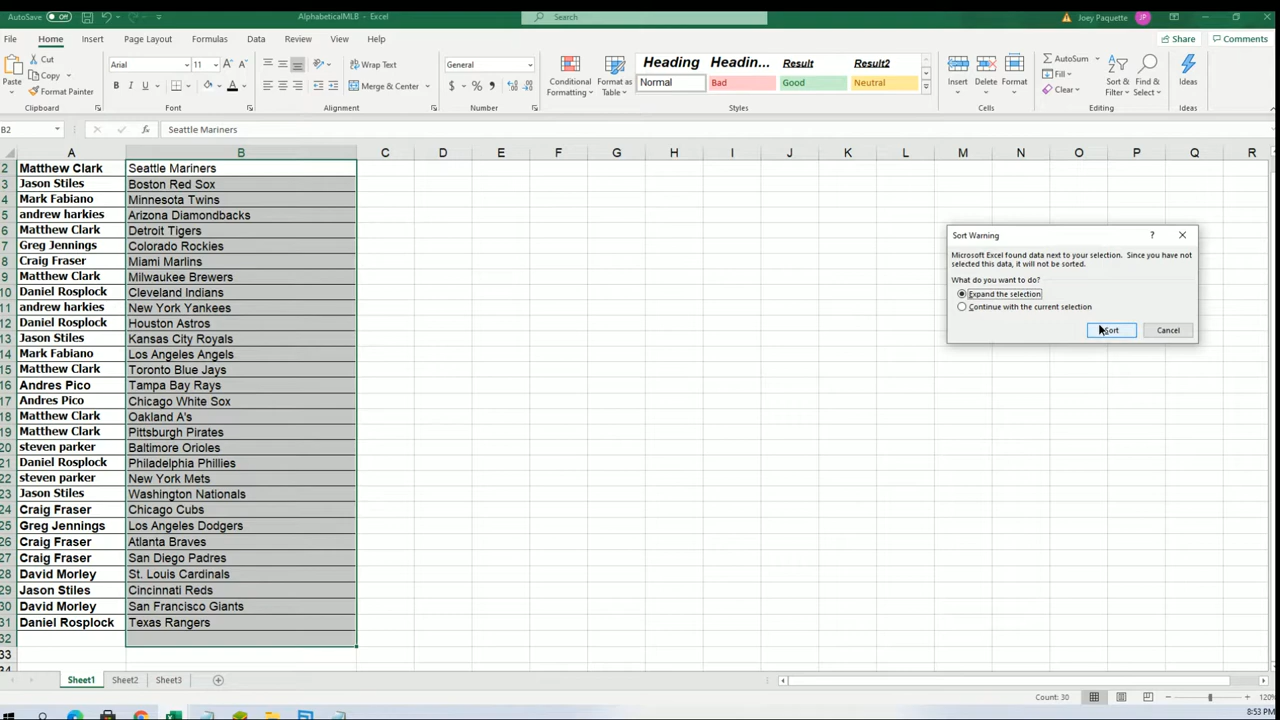 AutoSave Off AlphabeticalMLB - Excel Search Joey Paquette JP
File Home Insert Page Layout Formulas Data Review View Help Share Comments
Paste Cut Copy Format Painter Clipboard
Arial 11 B I U Font
Wrap Text Merge & Center Alignment
General $ % Number
Conditional Formatting Format as Table
Heading Headin... Result Result2
Normal Bad Good Neutral
Styles
Insert Delete Format Cells
AutoSum Fill Clear Sort & Filter Find & Select Editing
Ideas Ideas
B2 fx Seattle Mariners
A B C D E F G H I J K L M N O P Q R
2 Matthew Clark Seattle Mariners
3 Jason Stiles Boston Red Sox
4 Mark Fabiano Minnesota Twins
5 andrew harkies Arizona Diamondbacks
6 Matthew Clark Detroit Tigers
7 Greg Jennings Colorado Rockies
8 Craig Fraser Miami Marlins
9 Matthew Clark Milwaukee Brewers
10 Daniel Rosplock Cleveland Indians
11 andrew harkies New York Yankees
12 Daniel Rosplock Houston Astros
13 Jason Stiles Kansas City Royals
14 Mark Fabiano Los Angeles Angels
15 Matthew Clark Toronto Blue Jays
16 Andres Pico Tampa Bay Rays
17 Andres Pico Chicago White Sox
18 Matthew Clark Oakland A's
19 Matthew Clark Pittsburgh Pirates
20 steven parker Baltimore Orioles
21 Daniel Rosplock Philadelphia Phillies
22 steven parker New York Mets
23 Jason Stiles Washington Nationals
24 Craig Fraser Chicago Cubs
25 Greg Jennings Los Angeles Dodgers
26 Craig Fraser Atlanta Braves
27 Craig Fraser San Diego Padres
28 David Morley St. Louis Cardinals
29 Jason Stiles Cincinnati Reds
30 David Morley San Francisco Giants
31 Daniel Rosplock Texas Rangers
32
33
34
Sort Warning ?
Microsoft Excel found data next to your selection. Since you have not
selected this data, it will not be sorted.
What do you want to do?
Expand the selection
Continue with the current selection
Sort Cancel
Sheet1 Sheet2 Sheet3
Count: 30 120%
8:53 PM